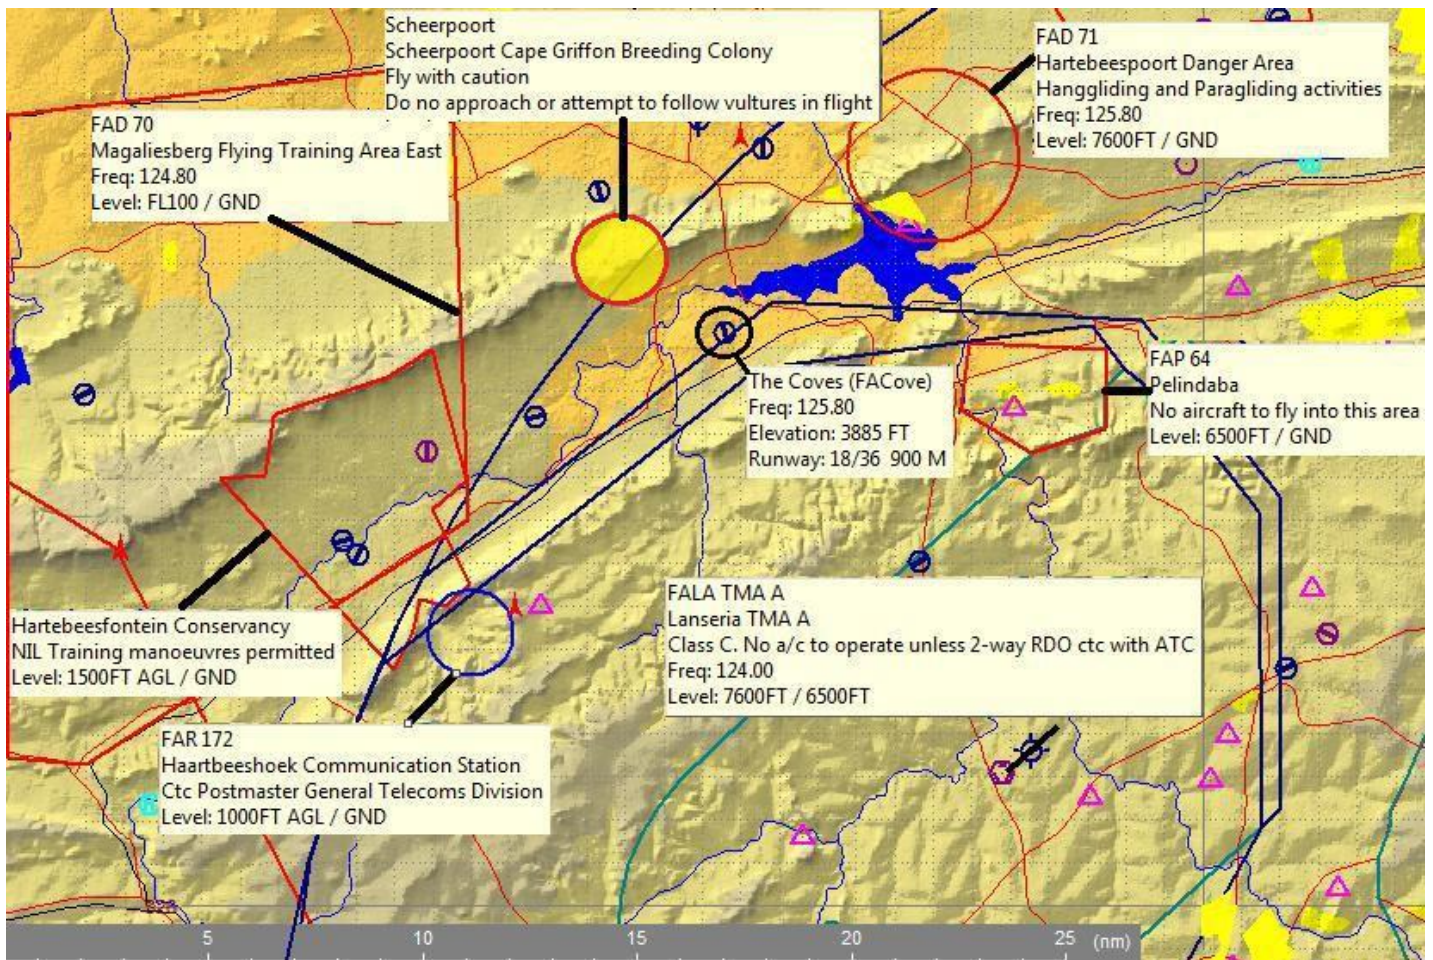 Scheerpoort
Scheerpoort Cape Griffon Breeding Colony
Fly with caution
Do no approach or attempt to follow vultures in flight
FAD 71
Hartebeespoort Danger Area
Hanggliding and Paragliding activities
Freq: 125.80
Level: 7600FT / GND
FAD 70
Magaliesberg Flying Training Area East
Freq: 124.80
Level: FL100 / GND
The Coves (FACove)
Freq: 125.80
Elevation: 3885 FT
Runway: 18/36 900 M
FAP 64
Pelindaba
No aircraft to fly into this area
Level: 6500FT / GND
Hartebeesfontein Conservancy
NIL Training manoeuvres permitted
Level: 1500FT AGL / GND
FALA TMA A
Lanseria TMA A
Class C. No a/c to operate unless 2-way RDO ctc with ATC
Freq: 124.00
Level: 7600FT / 6500FT
FAR 172
Haartbeeshoek Communication Station
Ctc Postmaster General Telecoms Division
Level: 1000FT AGL / GND
5 10 15 20 25 (nm)